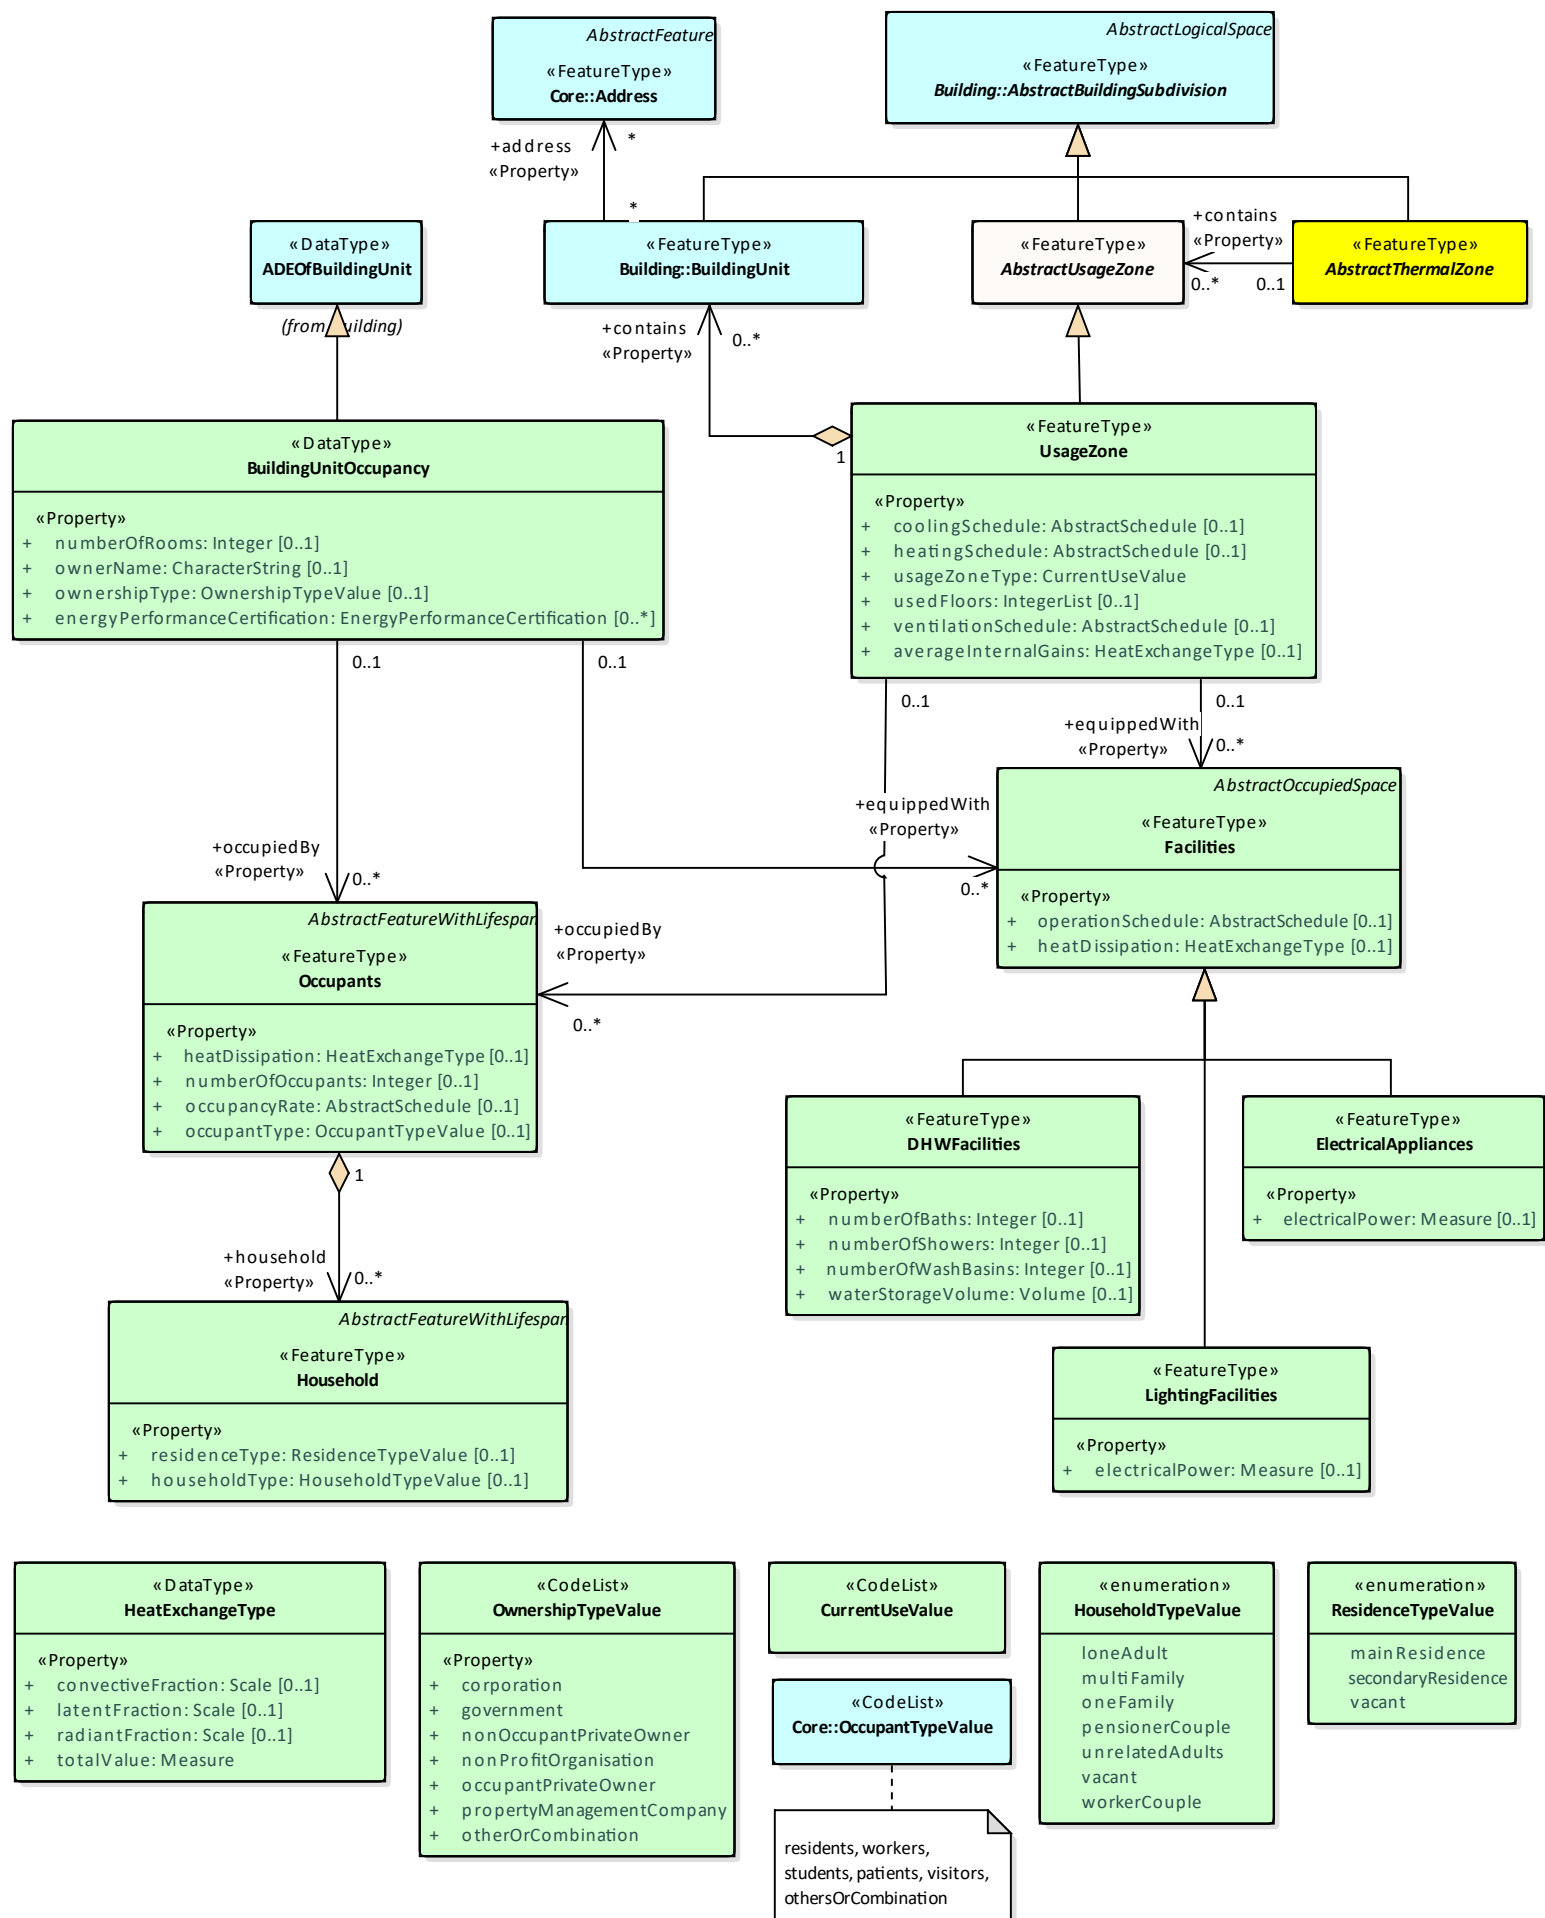 AbstractFeature
«FeatureType»
Core::Address
AbstractLogicalSpace
«FeatureType»
Building::AbstractBuildingSubdivision
+address
«Property»
*
*
«DataType»
ADEOfBuildingUnit
(from Building)
«FeatureType»
Building::BuildingUnit
«FeatureType»
AbstractUsageZone
+contains
«Property»
0..*
0..1
«FeatureType»
AbstractThermalZone
+contains
«Property»
0..*
1
«DataType»
BuildingUnitOccupancy
«Property»
+ numberOfRooms: Integer [0..1]
+ ownerName: CharacterString [0..1]
+ ownershipType: OwnershipTypeValue [0..1]
+ energyPerformanceCertification: EnergyPerformanceCertification [0..*]
«FeatureType»
UsageZone
«Property»
+ coolingSchedule: AbstractSchedule [0..1]
+ heatingSchedule: AbstractSchedule [0..1]
+ usageZoneType: CurrentUseValue
+ usedFloors: IntegerList [0..1]
+ ventilationSchedule: AbstractSchedule [0..1]
+ averageInternalGains: HeatExchangeType [0..1]
0..1
0..1
0..1
0..1
+equippedWith
«Property»
0..*
+equippedWith
«Property»
0..*
+occupiedBy
«Property»
0..*
+occupiedBy
«Property»
0..*
AbstractOccupiedSpace
«FeatureType»
Facilities
«Property»
+ operationSchedule: AbstractSchedule [0..1]
+ heatDissipation: HeatExchangeType [0..1]
AbstractFeatureWithLifespan
«FeatureType»
Occupants
«Property»
+ heatDissipation: HeatExchangeType [0..1]
+ numberOfOccupants: Integer [0..1]
+ occupancyRate: AbstractSchedule [0..1]
+ occupantType: OccupantTypeValue [0..1]
1
+household
«Property»
0..*
«FeatureType»
DHWFacilities
«Property»
+ numberOfBaths: Integer [0..1]
+ numberOfShowers: Integer [0..1]
+ numberOfWashBasins: Integer [0..1]
+ waterStorageVolume: Volume [0..1]
«FeatureType»
ElectricalAppliances
«Property»
+ electricalPower: Measure [0..1]
AbstractFeatureWithLifespan
«FeatureType»
Household
«Property»
+ residenceType: ResidenceTypeValue [0..1]
+ householdType: HouseholdTypeValue [0..1]
«FeatureType»
LightingFacilities
«Property»
+ electricalPower: Measure [0..1]
«DataType»
HeatExchangeType
«Property»
+ convectiveFraction: Scale [0..1]
+ latentFraction: Scale [0..1]
+ radiantFraction: Scale [0..1]
+ totalValue: Measure
«CodeList»
OwnershipTypeValue
«Property»
+ corporation
+ government
+ nonOccupantPrivateOwner
+ nonProfitOrganisation
+ occupantPrivateOwner
+ propertyManagementCompany
+ otherOrCombination
«CodeList»
CurrentUseValue
«CodeList»
Core::OccupantTypeValue
residents, workers,
students, patients, visitors,
othersOrCombination
«enumeration»
HouseholdTypeValue
loneAdult
multiFamily
oneFamily
pensionerCouple
unrelatedAdults
vacant
workerCouple
«enumeration»
ResidenceTypeValue
mainResidence
secondaryResidence
vacant